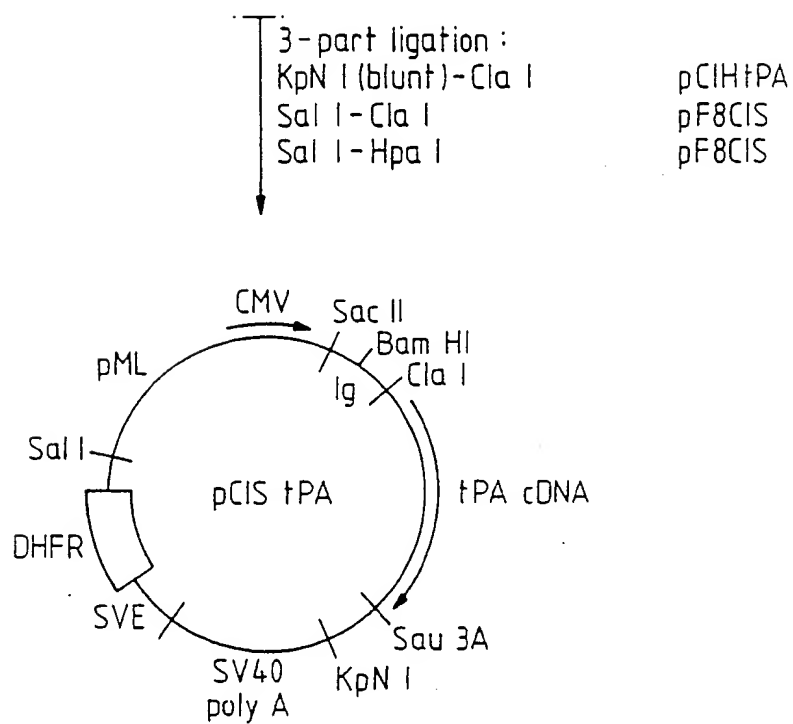 3-part ligation :
KpN I (blunt)-Cla I pCIHtPA
Sal I-Cla I pF8CIS
Sal I-Hpa I pF8CIS
CMV
Sac II
Bam HI
pML
Ig
Cla I
Sal I
pCIS tPA
tPA cDNA
DHFR
SVE
Sau 3A
SV40
poly A
KpN I